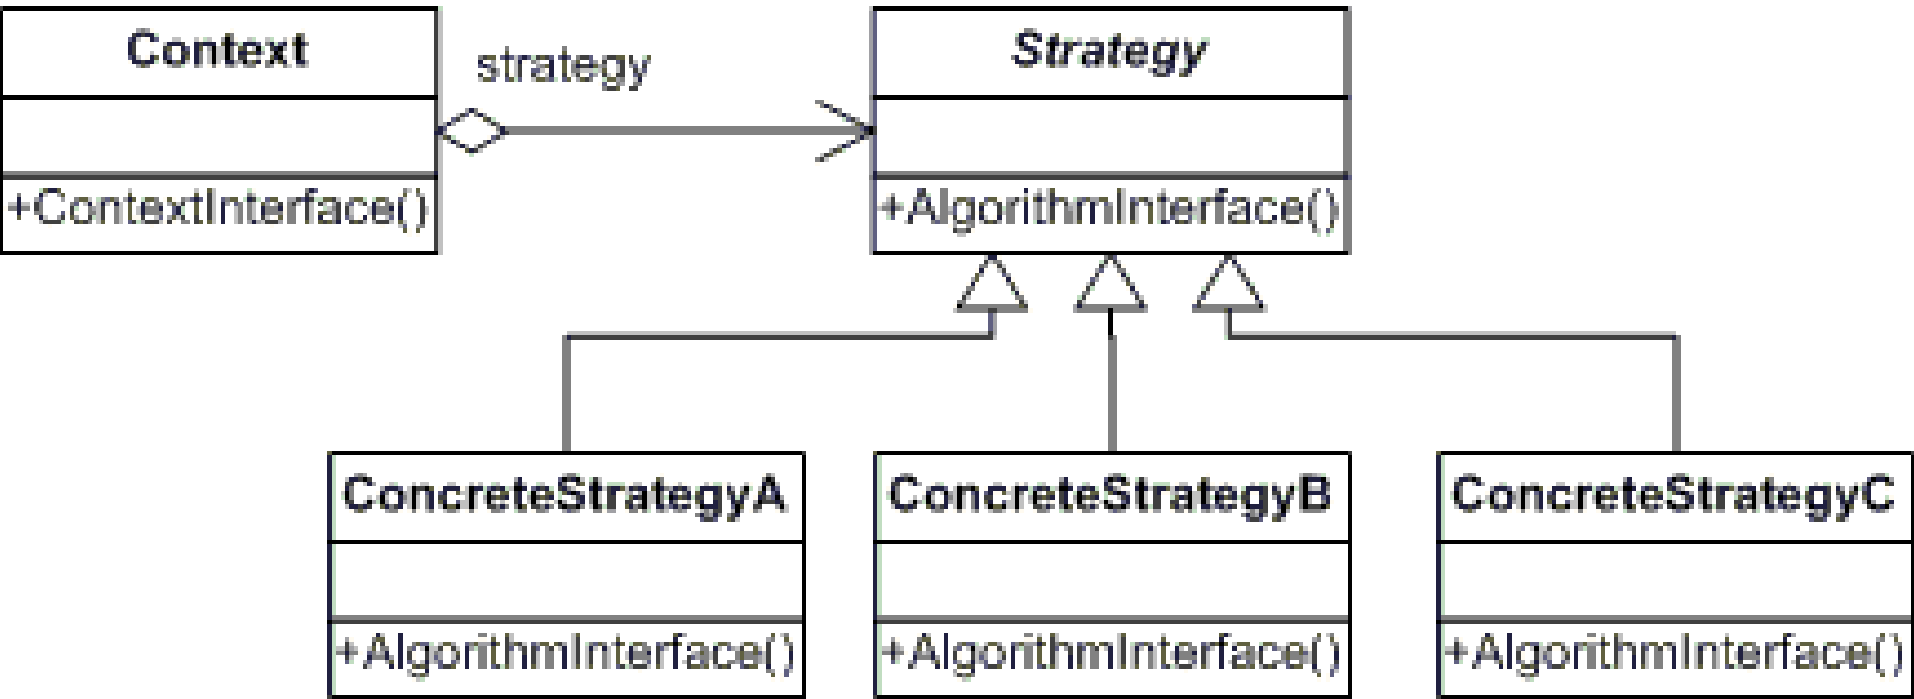 Context
strategy
Strategy
+ContextInterface()
+AlgorithmInterface()
ConcreteStrategyA
ConcreteStrategyB
ConcreteStrategyC
+AlgorithmInterface()
+AlgorithmInterface()
+AlgorithmInterface()